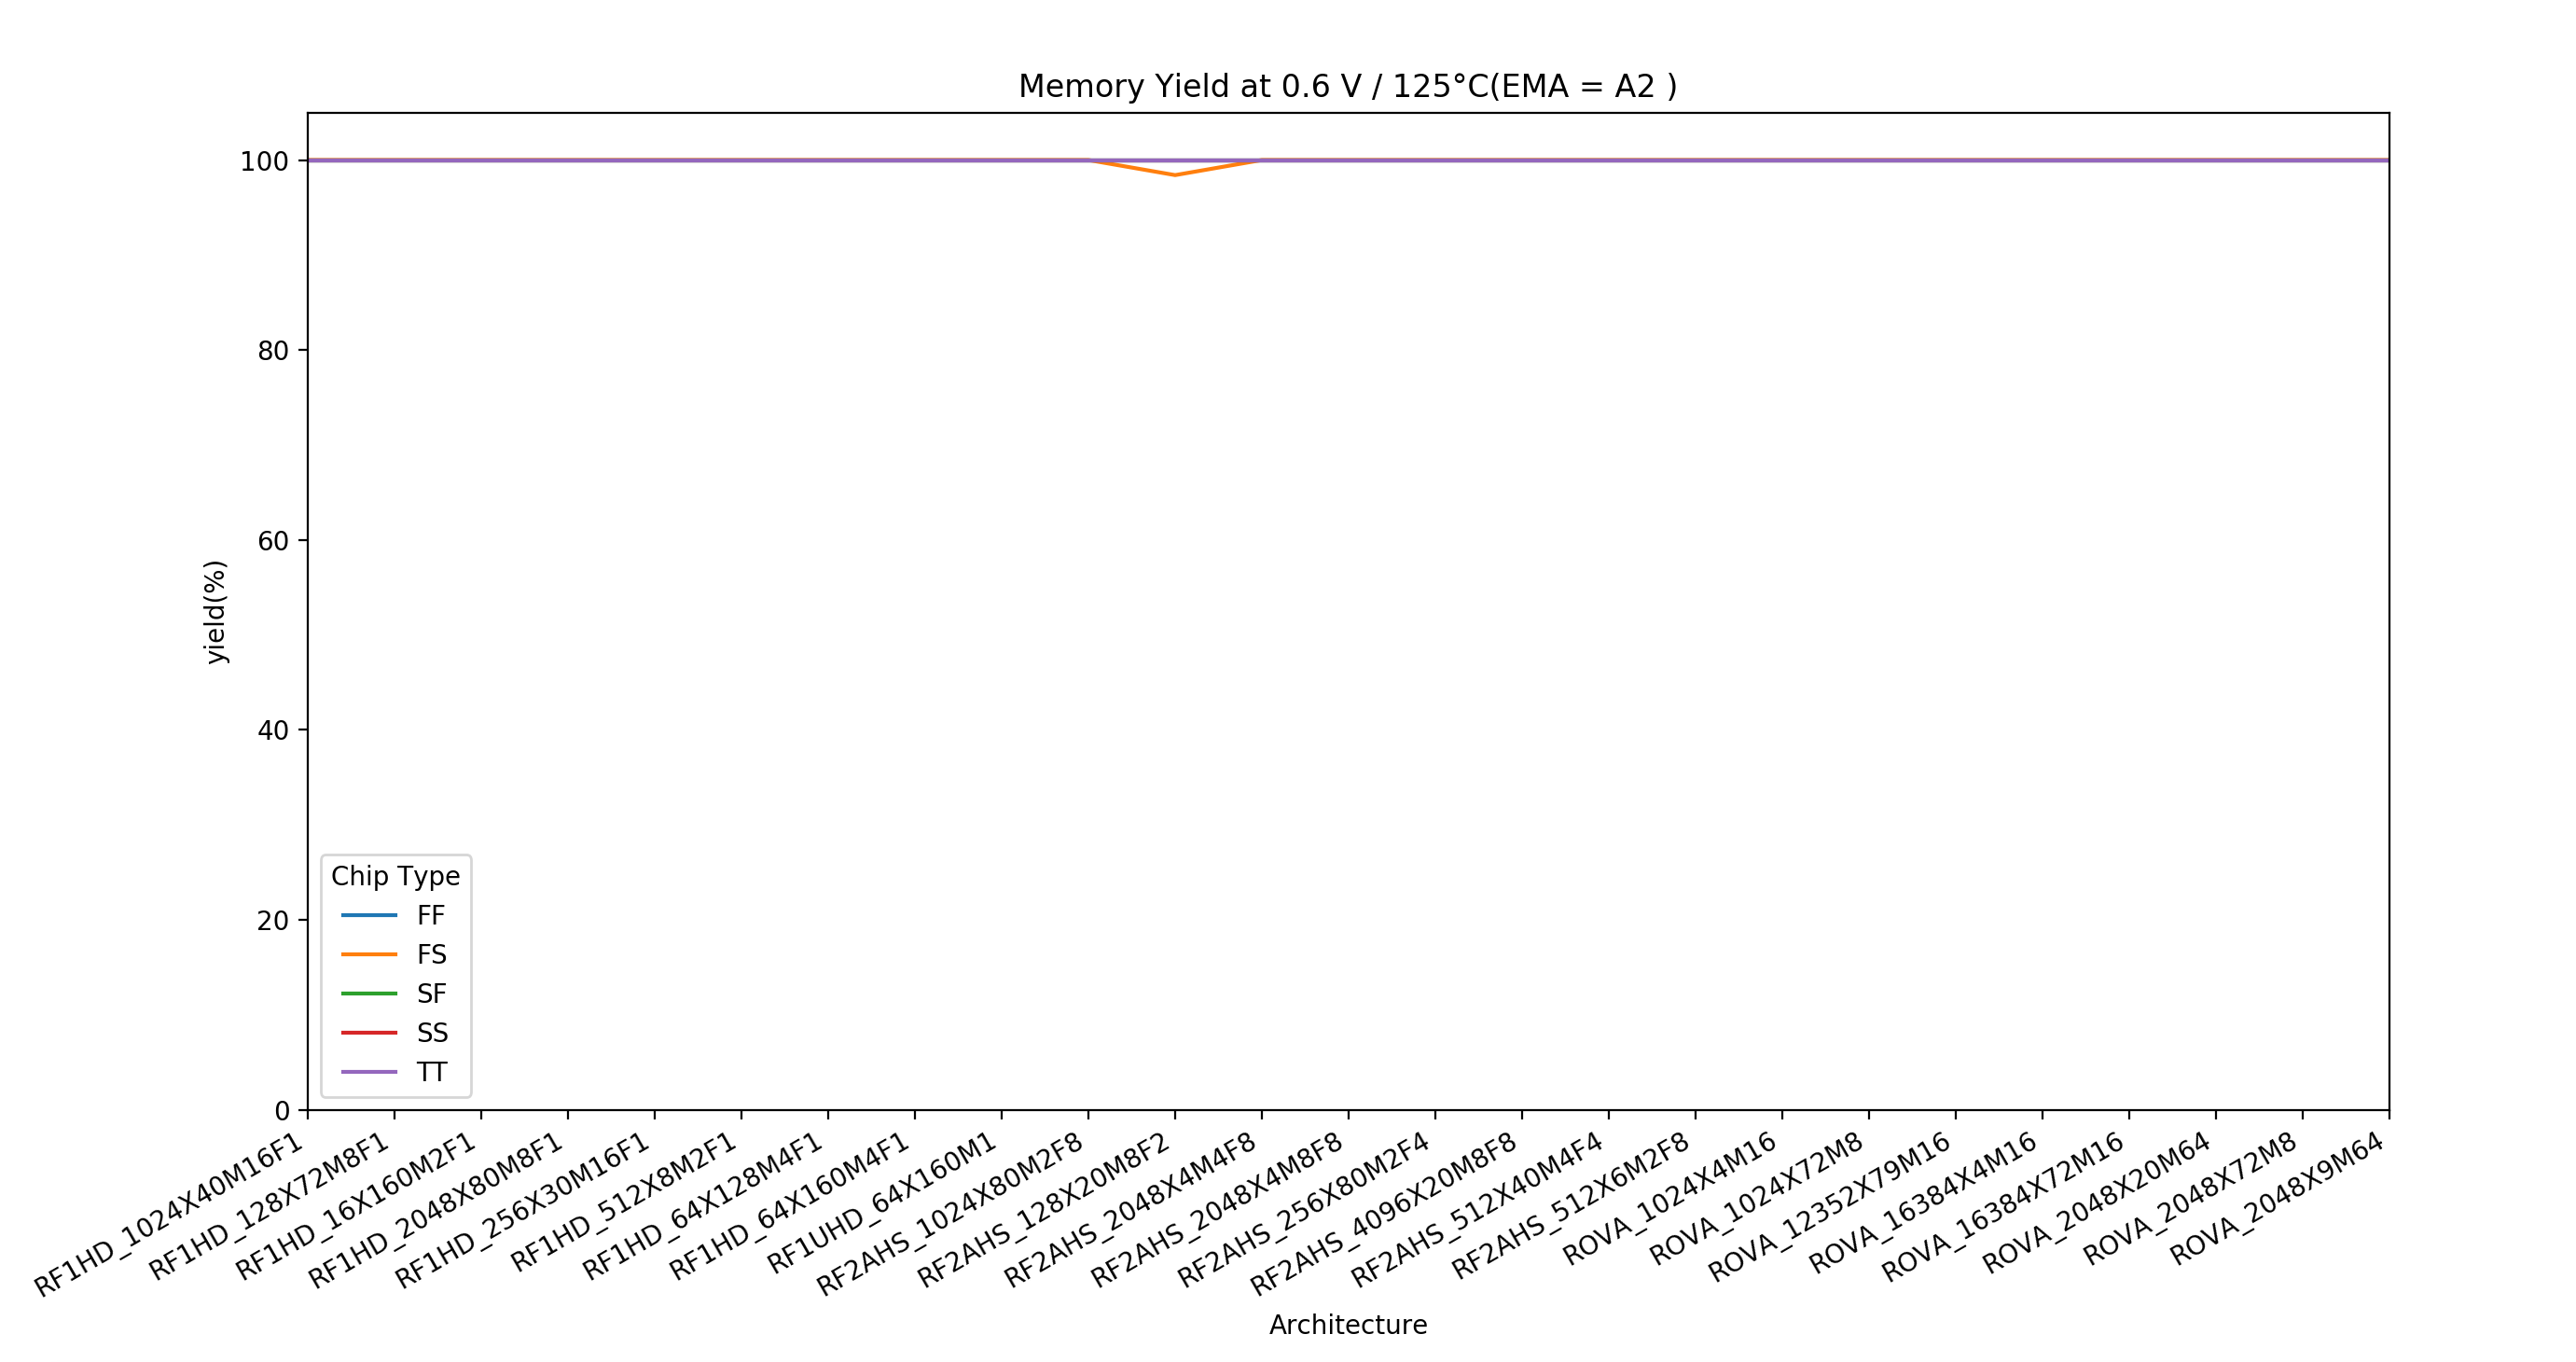 Memory Yield at 0.6 V / 125°C(EMA = A2 )
100
80
60
40
20
0
yield(%)
Chip Type
FF
FS
SF
SS
TT
RF1HD_1024X40M16F1
RF1HD_128X72M8F1
RF1HD_16X160M2F1
RF1HD_2048X80M8F1
RF1HD_256X30M16F1
RF1HD_512X8M2F1
RF1HD_64X128M4F1
RF1HD_64X160M4F1
RF1UHD_64X160M1
RF2AHS_1024X80M2F8
RF2AHS_128X20M8F2
RF2AHS_2048X4M4F8
RF2AHS_2048X4M8F8
RF2AHS_256X80M2F4
RF2AHS_4096X20M8F8
RF2AHS_512X40M4F4
RF2AHS_512X6M2F8
ROVA_1024X4M16
ROVA_1024X72M8
ROVA_12352X79M16
ROVA_16384X4M16
ROVA_16384X72M16
ROVA_2048X20M64
ROVA_2048X72M8
ROVA_2048X9M64
Architecture